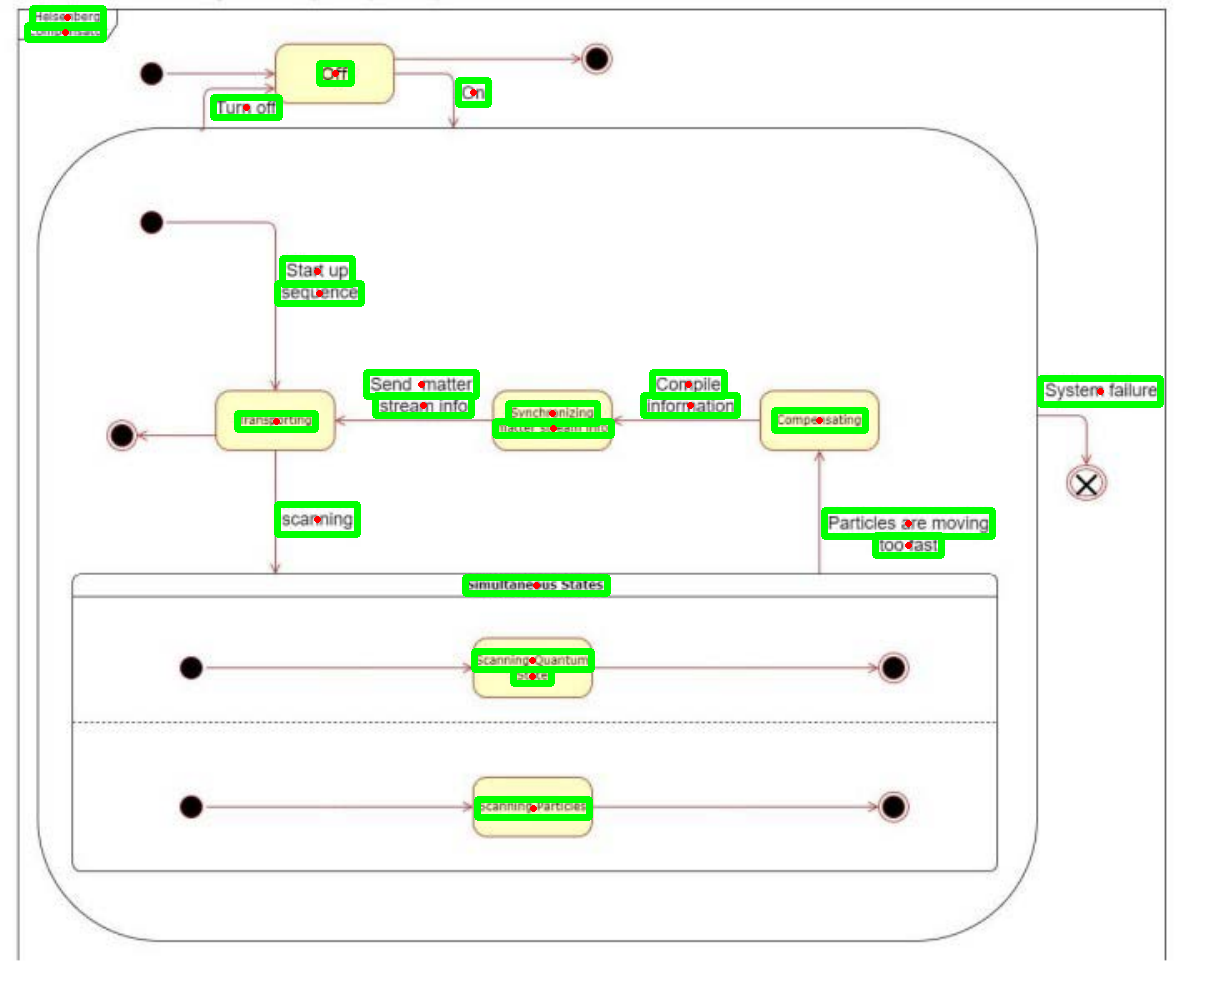 Heisenberg
compensator
Off
On
Turn off
Start up
sequence
Send matter
stream info
Compile
information
System failure
Transporting
Synchronizing
matter stream info
Compensating
scanning
Particles are moving
too fast
Simultaneous States
Scanning Quantum
State
Scanning Particles